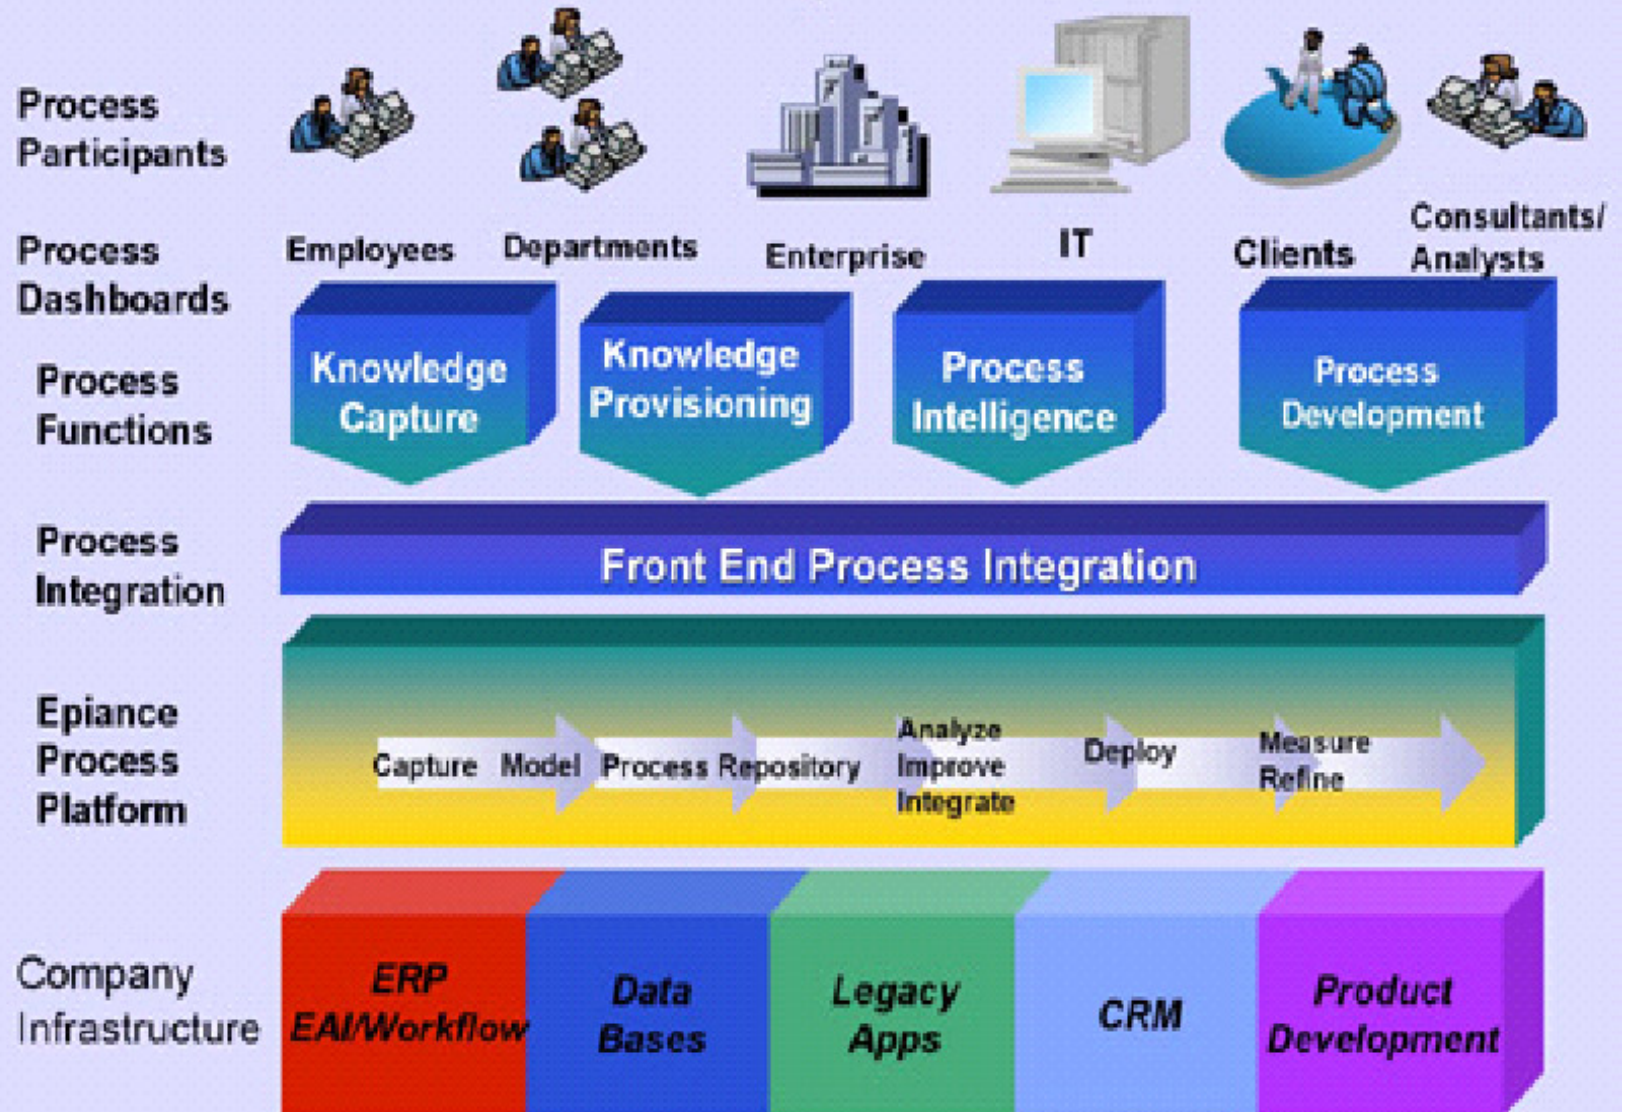 Process
Participants
Process
Dashboards
Employees
Departments
Enterprise
IT
Clients
Consultants/
Analysts
Process
Functions
Knowledge
Capture
Knowledge
Provisioning
Process
Intelligence
Process
Development
Process
Integration
Front End Process Integration
Epiance
Process
Platform
Capture
Model
Process
Repository
Analyze
Improve
Integrate
Deploy
Measure
Refine
Company
Infrastructure
ERP
EAI/Workflow
Data
Bases
Legacy
Apps
CRM
Product
Development